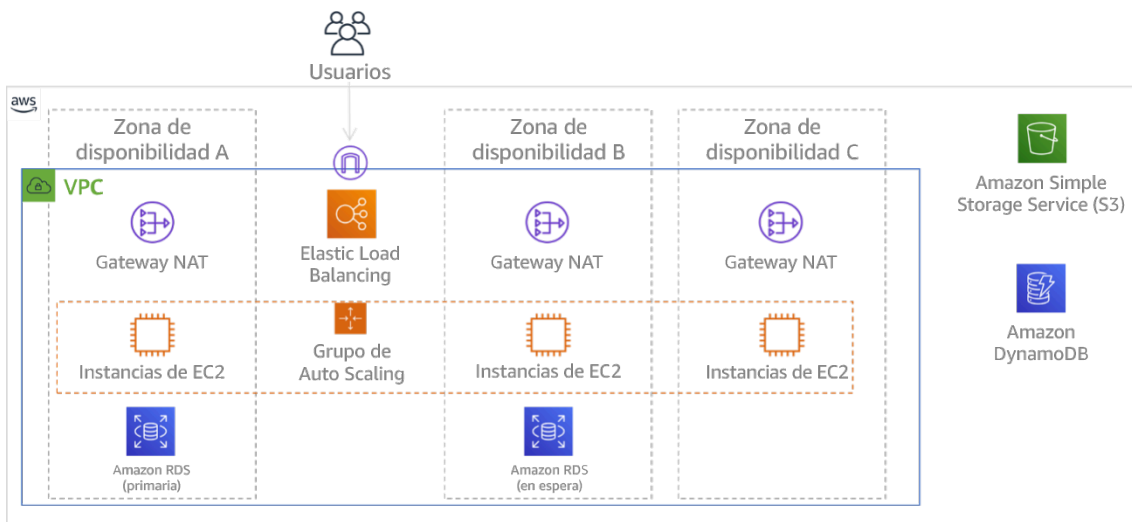 Usuarios
aws
Zona de
disponibilidad A
Zona de
disponibilidad B
Zona de
disponibilidad C
VPC
Gateway NAT
Elastic Load
Balancing
Gateway NAT
Gateway NAT
Instancias de EC2
Grupo de
Auto Scaling
Instancias de EC2
Instancias de EC2
Amazon RDS
(primaria)
Amazon RDS
(en espera)
Amazon Simple
Storage Service (S3)
Amazon
DynamoDB